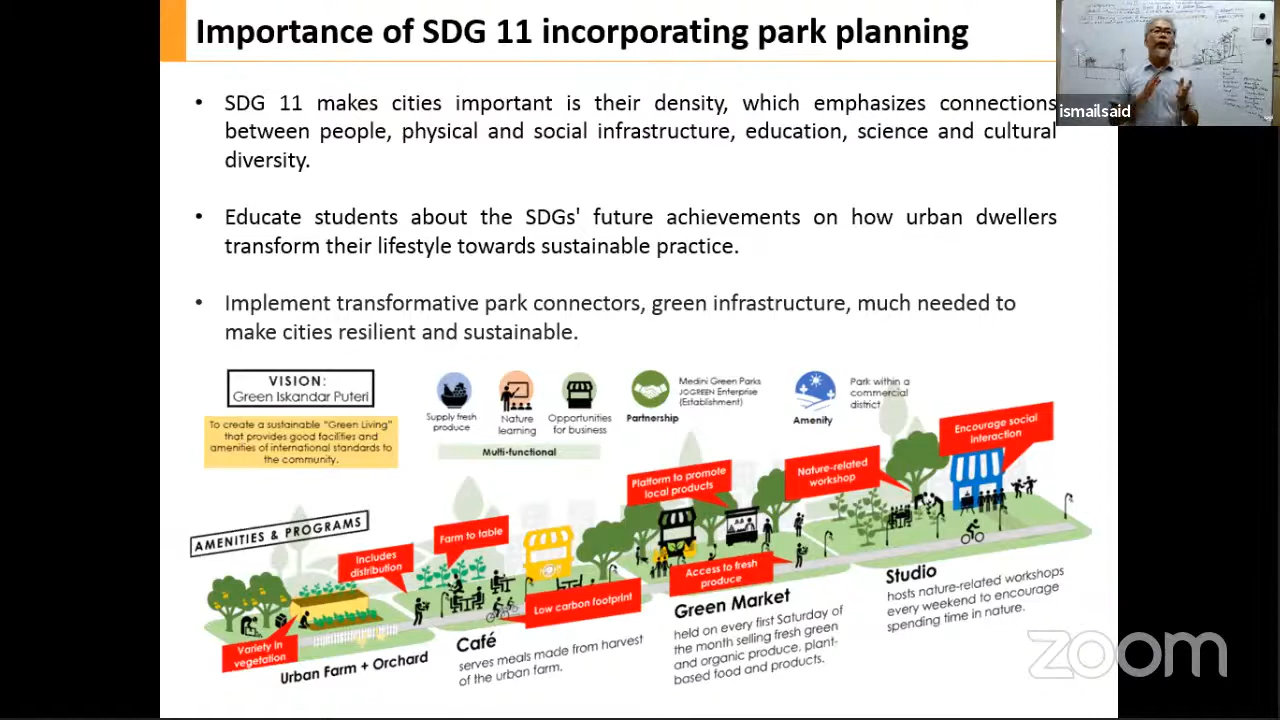 Importance of SDG 11 incorporating park planning
ismailsaid
• SDG 11 makes cities important is their density, which emphasizes connections
between people, physical and social infrastructure, education, science and cultural
diversity.
• Educate students about the SDGs' future achievements on how urban dwellers
transform their lifestyle towards sustainable practice.
• Implement transformative park connectors, green infrastructure, much needed to
make cities resilient and sustainable.
VISION:
Green Iskandar Puteri
To create a sustainable "Green Living"
that provides good facilities and
amenities of international standards to
the community.
Supply fresh
produce
Nature
learning
Opportunities
for business
Multi-functional
Partnership
Medini Green Parks
JOGREEN Enterprise
(Establishment)
Amenity
Park within a
commercial
district
AMENITIES & PROGRAMS
Variety in
vegetation
Includes
distribution
Farm to table
Low carbon footprint
Platform to promote
local products
Access to fresh
produce
Nature-related
workshop
Encourage social
interaction
Urban Farm + Orchard
Café
serves meals made from harvest
of the urban farm.
Green Market
held on every first Saturday of
the month selling fresh green
and organic produce, plant-
based food and products.
Studio
hosts nature-related workshops
every weekend to encourage
spending time in nature.
zoom